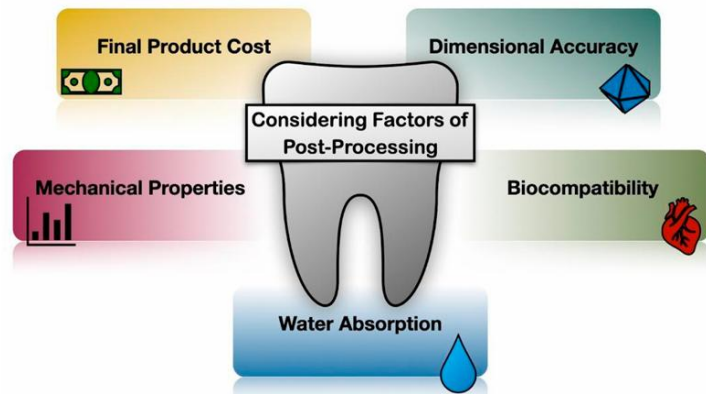 Final Product Cost
Dimensional Accuracy
Considering Factors of
Post-Processing
Mechanical Properties
Biocompatibility
Water Absorption